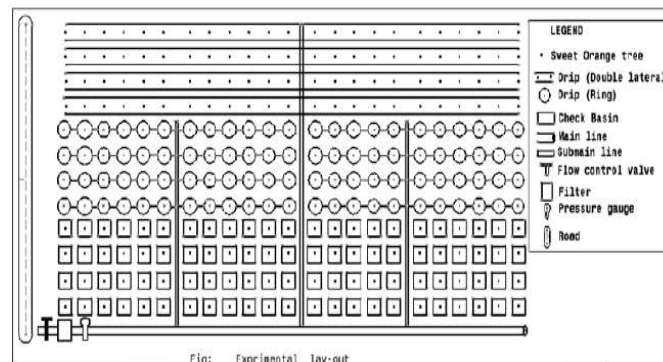 LEGEND
Sweet Orange tree
Drip (Double lateral
Drip (Ring)
Check Basin
Main line
Submain line
Flow control valve
Filter
Pressure gauge
Road
Fig: Exprimental lay-out